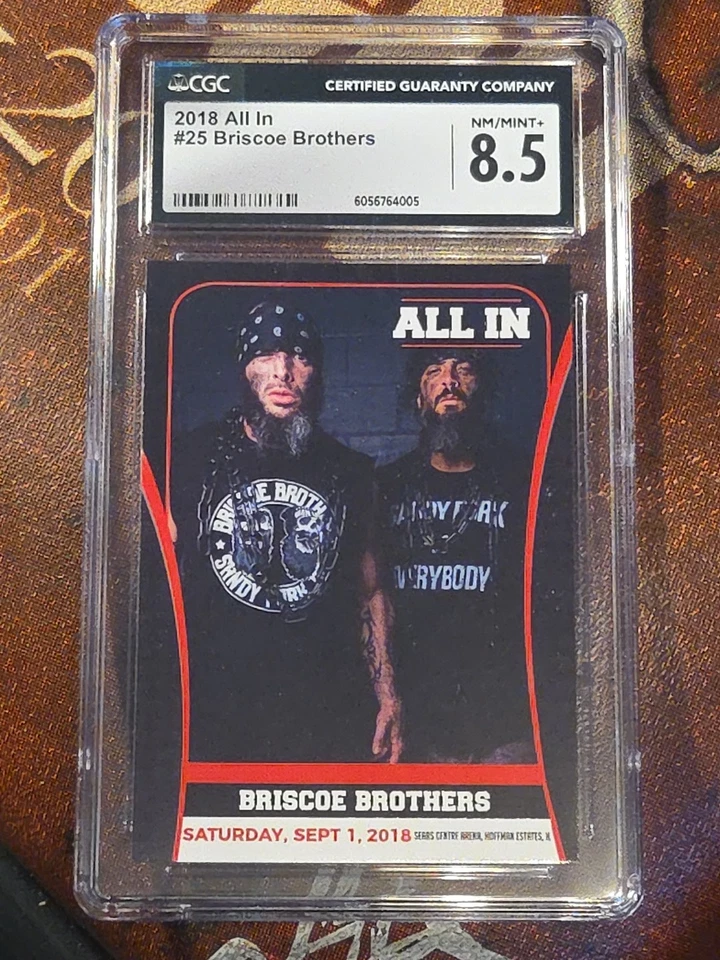 CGC
CERTIFIED GUARANTY COMPANY
2018 All In
#25 Briscoe Brothers
NM/MINT+
8.5
6056764005
ALL IN
EVERYBODY
BRISCOE BROTHERS
SATURDAY, SEPT 1, 2018 SEARS CENTRE ARENA, HOFFMAN ESTATES, IL